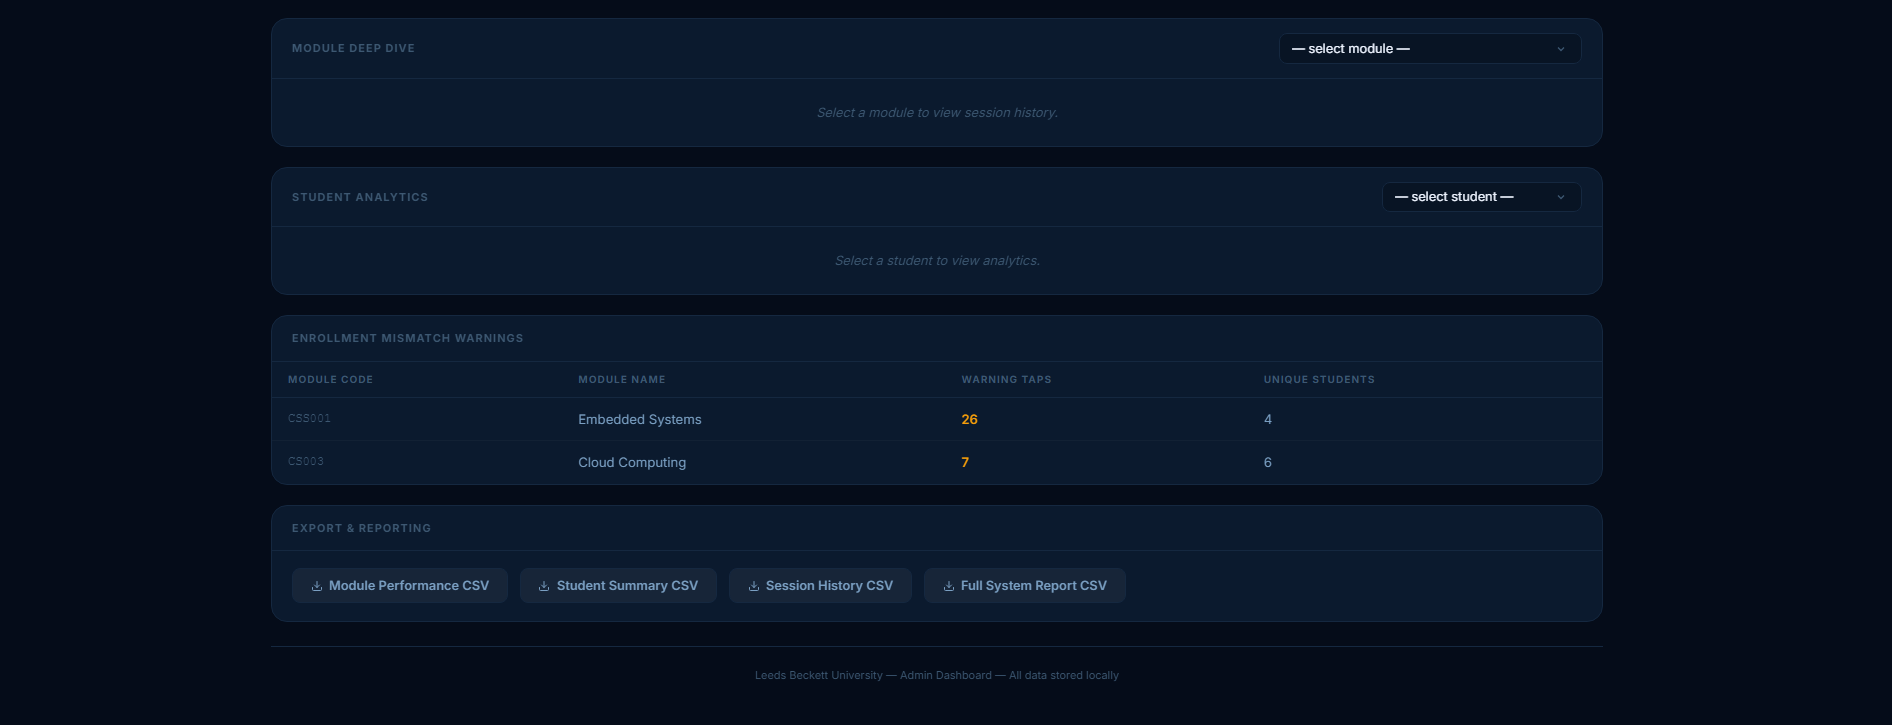 MODULE DEEP DIVE
— select module —
Select a module to view session history.
STUDENT ANALYTICS
— select student —
Select a student to view analytics.
ENROLLMENT MISMATCH WARNINGS
MODULE CODE MODULE NAME WARNING TAPS UNIQUE STUDENTS
CSS001 Embedded Systems 26 4
CS003 Cloud Computing 7 6
EXPORT & REPORTING
Module Performance CSV Student Summary CSV Session History CSV Full System Report CSV
Leeds Beckett University — Admin Dashboard — All data stored locally